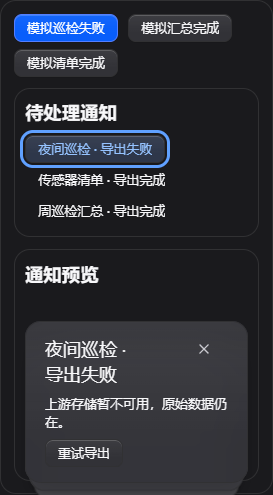 模拟巡检失败
模拟汇总完成
模拟清单完成
待处理通知
夜间巡检 · 导出失败
传感器清单 · 导出完成
周巡检汇总 · 导出完成
通知预览
夜间巡检 ·
导出失败
上游存储暂不可用，原始数据仍
在。
重试导出